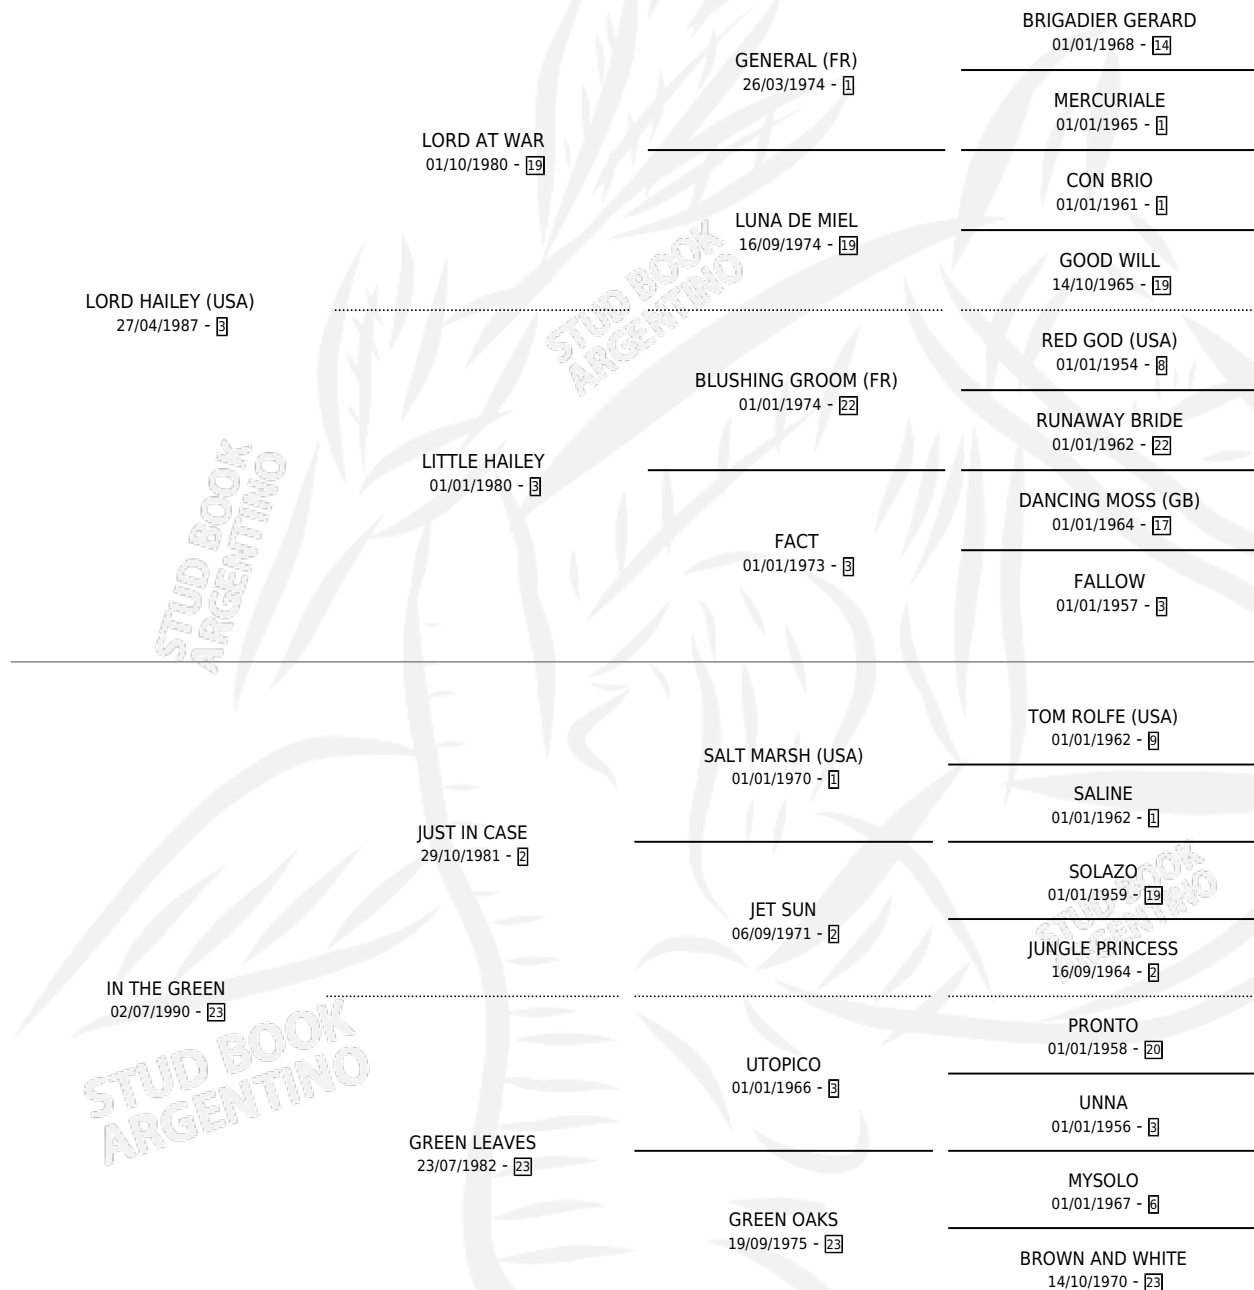 BRIGADIER GERARD
01/01/1968 - 14
GENERAL (FR)
26/03/1974 - 1
MERCURIALE
01/01/1965 - 1
LORD AT WAR
01/10/1980 - 19
CON BRIO
01/01/1961 - 1
LUNA DE MIEL
16/09/1974 - 19
GOOD WILL
14/10/1965 - 19
LORD HAILEY (USA)
27/04/1987 - 3
STUD BOOK
ARGENTINO
RED GOD (USA)
01/01/1954 - 8
BLUSHING GROOM (FR)
01/01/1974 - 22
RUNAWAY BRIDE
01/01/1962 - 22
LITTLE HAILEY
01/01/1980 - 3
DANCING MOSS (GB)
01/01/1964 - 17
FACT
01/01/1973 - 3
FALLOW
01/01/1957 - 3
STUD BOOK
ARGENTINO
TOM ROLFE (USA)
01/01/1962 - 9
SALT MARSH (USA)
01/01/1970 - 1
SALINE
01/01/1962 - 1
JUST IN CASE
29/10/1981 - 2
SOLAZO
01/01/1959 - 19
JET SUN
06/09/1971 - 2
STUD BOOK
ARGENTINO
JUNGLE PRINCESS
16/09/1964 - 2
IN THE GREEN
02/07/1990 - 23
STUD BOOK
ARGENTINO
PRONTO
01/01/1958 - 20
UTOPICO
01/01/1966 - 3
UNNA
01/01/1956 - 3
GREEN LEAVES
23/07/1982 - 23
MYSOLO
01/01/1967 - 6
GREEN OAKS
19/09/1975 - 23
BROWN AND WHITE
14/10/1970 - 23